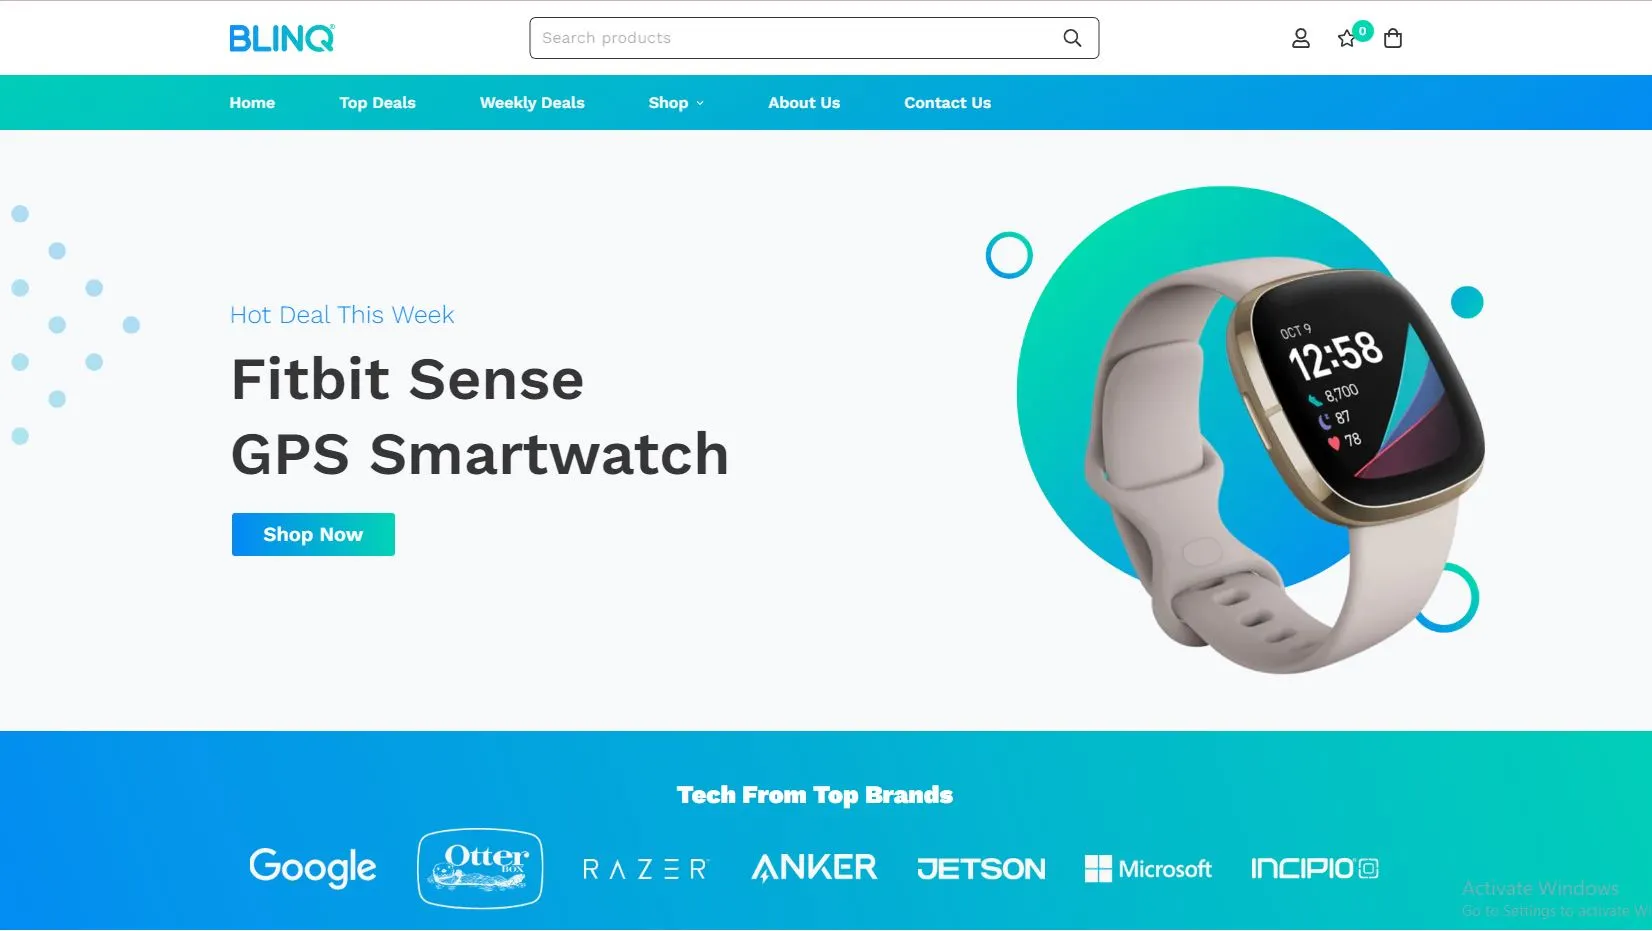 BLINQ®
Search products
0
Home
Top Deals
Weekly Deals
Shop
About Us
Contact Us
Hot Deal This Week
Fitbit Sense
GPS Smartwatch
Shop Now
OCT 9
12:58
8,700
87
78
Tech From Top Brands
Google
Otter
BOX
RAZER™
ANKER
JETSON
Microsoft
INCIPIO®
Activate Windows
Go to Settings to activate W